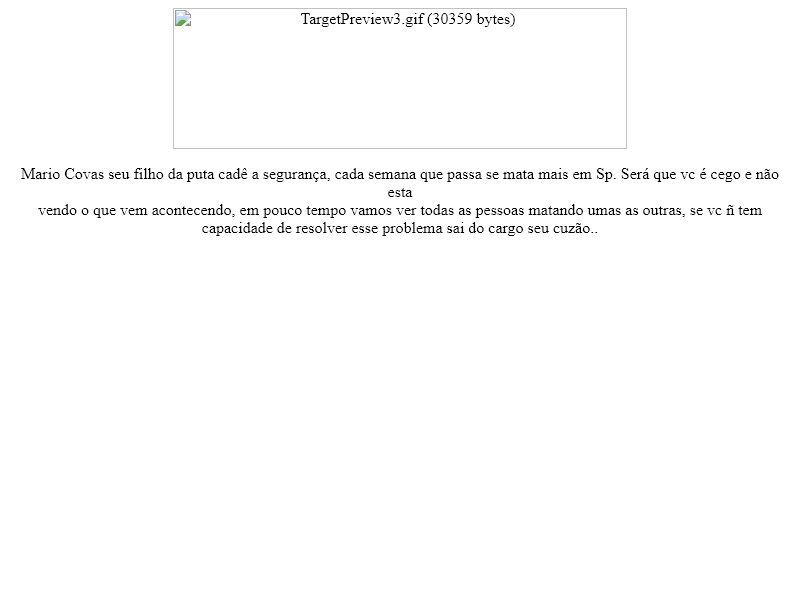 TargetPreview3.gif (30359 bytes)
Mario Covas seu filho da puta cadê a segurança, cada semana que passa se mata mais em Sp. Será que vc é cego e não
esta
vendo o que vem acontecendo, em pouco tempo vamos ver todas as pessoas matando umas as outras, se vc ñ tem
capacidade de resolver esse problema sai do cargo seu cuzão..